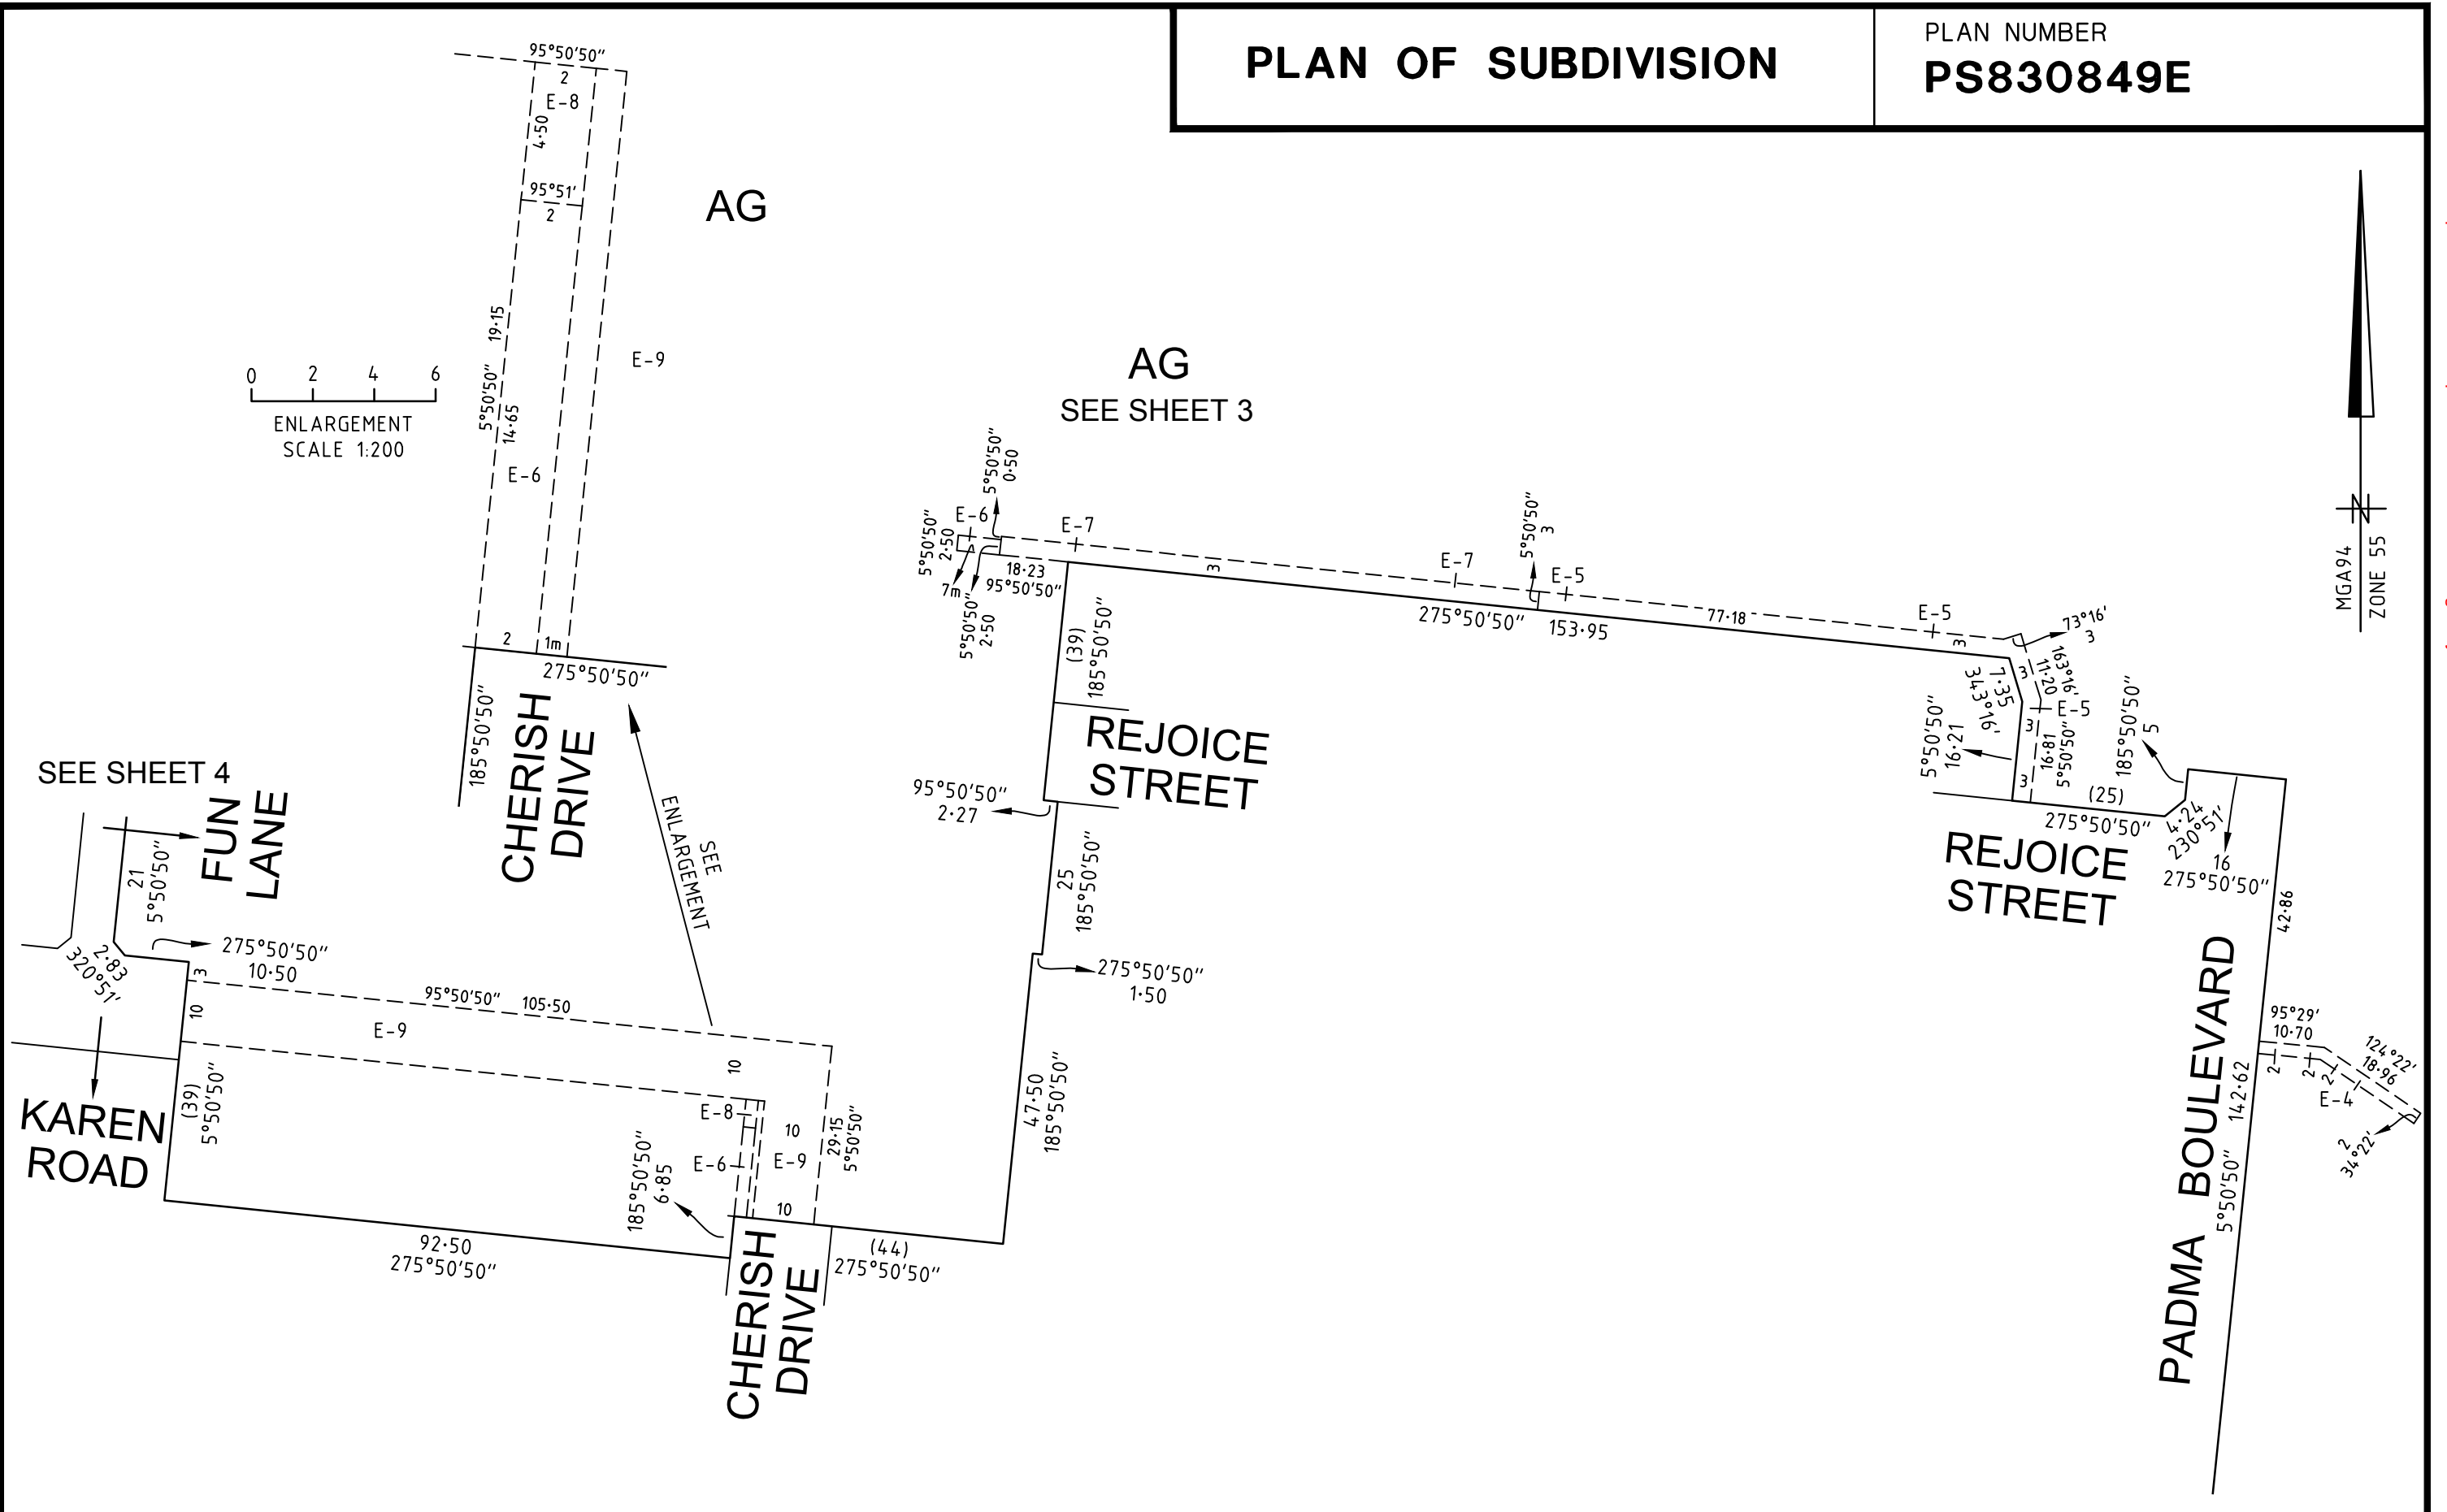 PLAN OF SUBDIVISION
PLAN NUMBER
PS830849E
95°50'50"
2
E-8
4·50
95°51'
2
AG
19·15
5°50'50"
14·65
E-9
E-6
0 2 4 6
ENLARGEMENT
SCALE 1:200
2
1m
275°50'50"
185°50'50"
CHERISH
DRIVE
SEE
ENLARGEMENT
AG
SEE SHEET 3
5°50'50"
0·50
E-6
5°50'50"
2·50
7m
5°50'50"
2·50
18·23
95°50'50"
E-7
3
E-7
5°50'50"
3
E-5
275°50'50" 153·95
77·18
E-5
3
73°16'
3
163°16'
11·20
3
7·35
343°16'
E-5
3
16·81
5°50'50"
3
5°50'50"
16·21
185°50'50"
5
(25)
275°50'50"
4·24
230°51'
16
275°50'50"
42·86
REJOICE
STREET
MGA94
ZONE 55
N
(39)
185°50'50"
REJOICE
STREET
95°50'50"
2·27
25
185°50'50"
275°50'50"
1·50
47·50
185°50'50"
SEE SHEET 4
FUN
LANE
21
5°50'50"
275°50'50"
10·50
2·83
320°51'
3
10
95°50'50" 105·50
E-9
10
KAREN
ROAD
(39)
5°50'50"
E-8
E-6
10
E-9
29·15
5°50'50"
10
185°50'50"
6·85
92·50
275°50'50"
(44)
275°50'50"
CHERISH
DRIVE
PADMA BOULEVARD
5°50'50"
142·62
95°29'
10·70
2
2
2
124°22'
18·96
E-4
2
34°22'